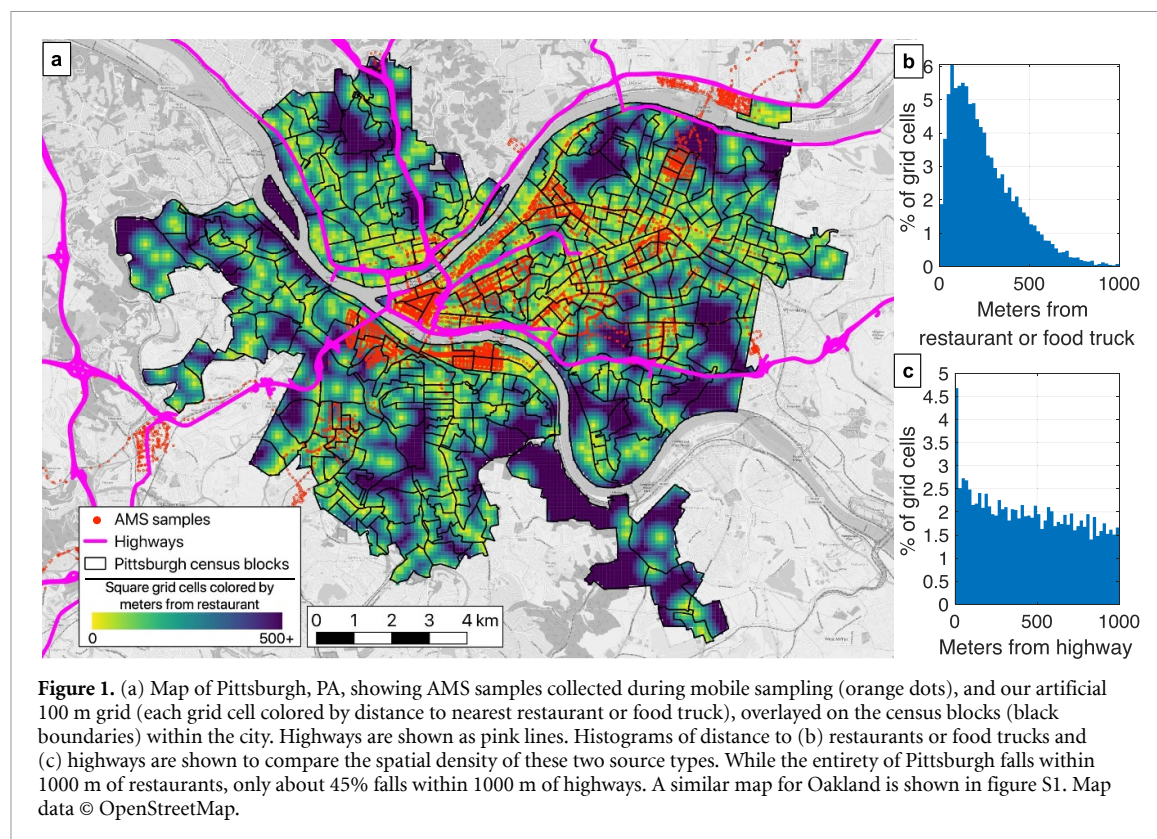 a
AMS samples
Highways
Pittsburgh census blocks
Square grid cells colored by
meters from restaurant
0
500+
0 1 2 3 4 km
b
6
5
4
3
2
1
0
% of grid cells
0 500 1000
Meters from
restaurant or food truck
c
5
4.5
4
3.5
3
2.5
2
1.5
1
0.5
0
% of grid cells
0 500 1000
Meters from highway
Figure 1. (a) Map of Pittsburgh, PA, showing AMS samples collected during mobile sampling (orange dots), and our artificial
100 m grid (each grid cell colored by distance to nearest restaurant or food truck), overlayed on the census blocks (black
boundaries) within the city. Highways are shown as pink lines. Histograms of distance to (b) restaurants or food trucks and
(c) highways are shown to compare the spatial density of these two source types. While the entirety of Pittsburgh falls within
1000 m of restaurants, only about 45% falls within 1000 m of highways. A similar map for Oakland is shown in figure S1. Map
data © OpenStreetMap.